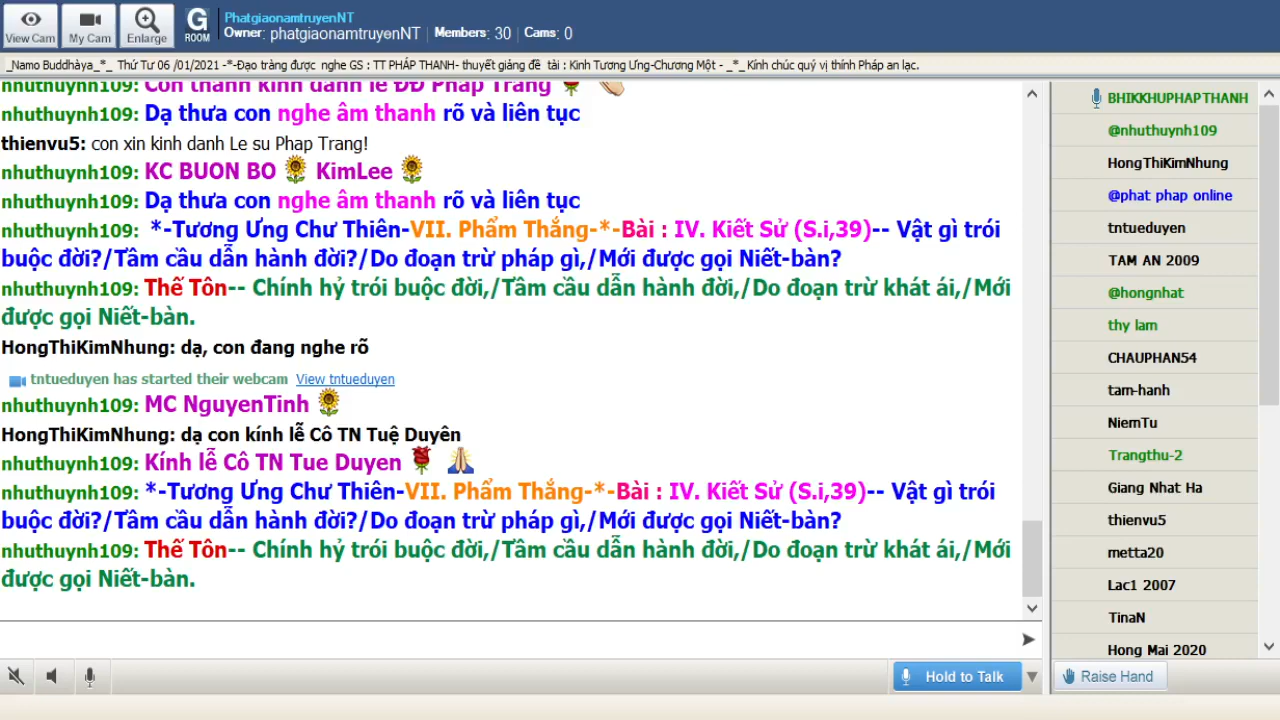 PhatgiaonamtruyenNT
Owner: phatgiaonamtruyenNT Members: 30 Cams: 0
View Cam My Cam Enlarge G ROOM
_Namo Buddhàya_*_ Thứ Tư 06 /01/2021 -*-Đạo tràng được nghe GS : TT PHÁP THANH- thuyết giảng đề tài : Kinh Tương Ưng-Chương Một - _*_Kính chúc quý vị thính Pháp an lạc.
nhuthuynh109: Con thành kính đảnh lễ ĐĐ Pháp Trang
nhuthuynh109: Dạ thưa con nghe âm thanh rõ và liên tục
thienvu5: con xin kinh danh Le su Phap Trang!
nhuthuynh109: KC BUON BO KimLee
nhuthuynh109: Dạ thưa con nghe âm thanh rõ và liên tục
nhuthuynh109: *-Tương Ưng Chư Thiên-VII. Phẩm Thắng-*-Bài : IV. Kiết Sử (S.i,39)-- Vật gì trói
buộc đời?/Tâm cầu dẫn hành đời?/Do đoạn trừ pháp gì,/Mới được gọi Niết-bàn?
nhuthuynh109: Thế Tôn-- Chính hỷ trói buộc đời,/Tâm cầu dẫn hành đời,/Do đoạn trừ khát ái,/Mới
được gọi Niết-bàn.
HongThiKimNhung: dạ, con đang nghe rõ
tntueduyen has started their webcam View tntueduyen
nhuthuynh109: MC NguyenTinh
HongThiKimNhung: dạ con kính lễ Cô TN Tuệ Duyên
nhuthuynh109: Kính lễ Cô TN Tue Duyen
nhuthuynh109: *-Tương Ưng Chư Thiên-VII. Phẩm Thắng-*-Bài : IV. Kiết Sử (S.i,39)-- Vật gì trói
buộc đời?/Tâm cầu dẫn hành đời?/Do đoạn trừ pháp gì,/Mới được gọi Niết-bàn?
nhuthuynh109: Thế Tôn-- Chính hỷ trói buộc đời,/Tâm cầu dẫn hành đời,/Do đoạn trừ khát ái,/Mới
được gọi Niết-bàn.
Hold to Talk
BHIKKHUPHAPTHANH
@nhuthuynh109
HongThiKimNhung
@phat phap online
tntueduyen
TAM AN 2009
@hongnhat
thy lam
CHAUPHAN54
tam-hanh
NiemTu
Trangthu-2
Giang Nhat Ha
thienvu5
metta20
Lac1 2007
TinaN
Hong Mai 2020
Raise Hand